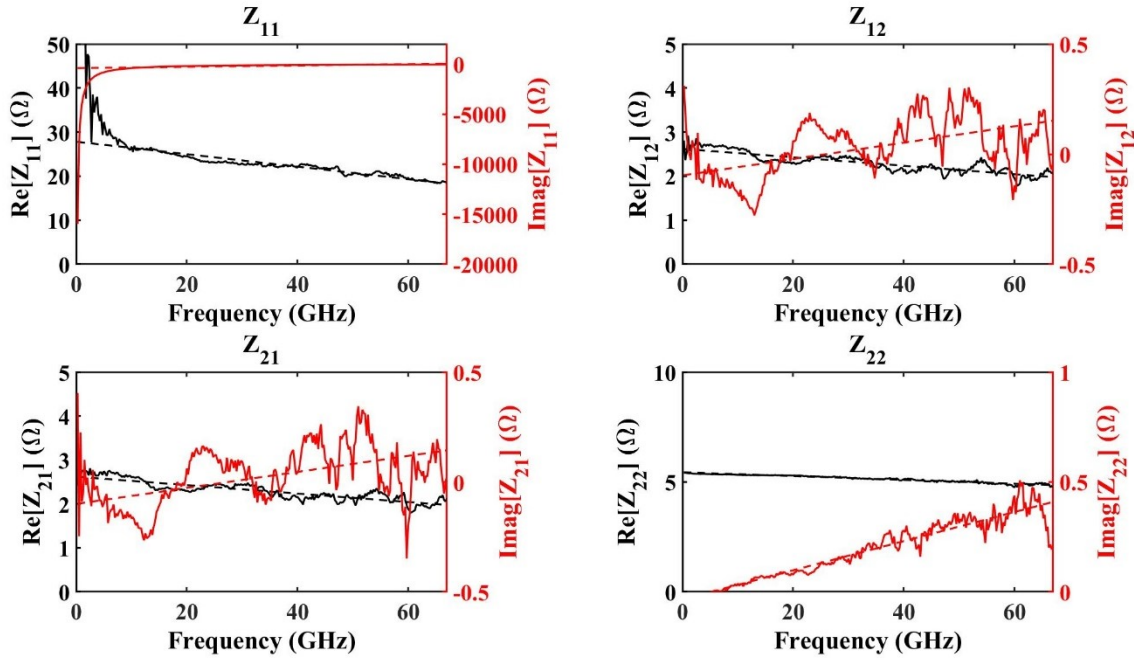 Z11
50
40
30
20
10
0
Re[Z11] (Ω)
0
-5000
-10000
-15000
-20000
Imag[Z11] (Ω)
0 20 40 60
Frequency (GHz)
Z12
5
4
3
2
1
0
Re[Z12] (Ω)
0.5
0
-0.5
Imag[Z12] (Ω)
0 20 40 60
Frequency (GHz)
Z21
5
4
3
2
1
0
Re[Z21] (Ω)
0.5
0
-0.5
Imag[Z21] (Ω)
0 20 40 60
Frequency (GHz)
Z22
10
5
0
Re[Z22] (Ω)
1
0.5
0
Imag[Z22] (Ω)
0 20 40 60
Frequency (GHz)